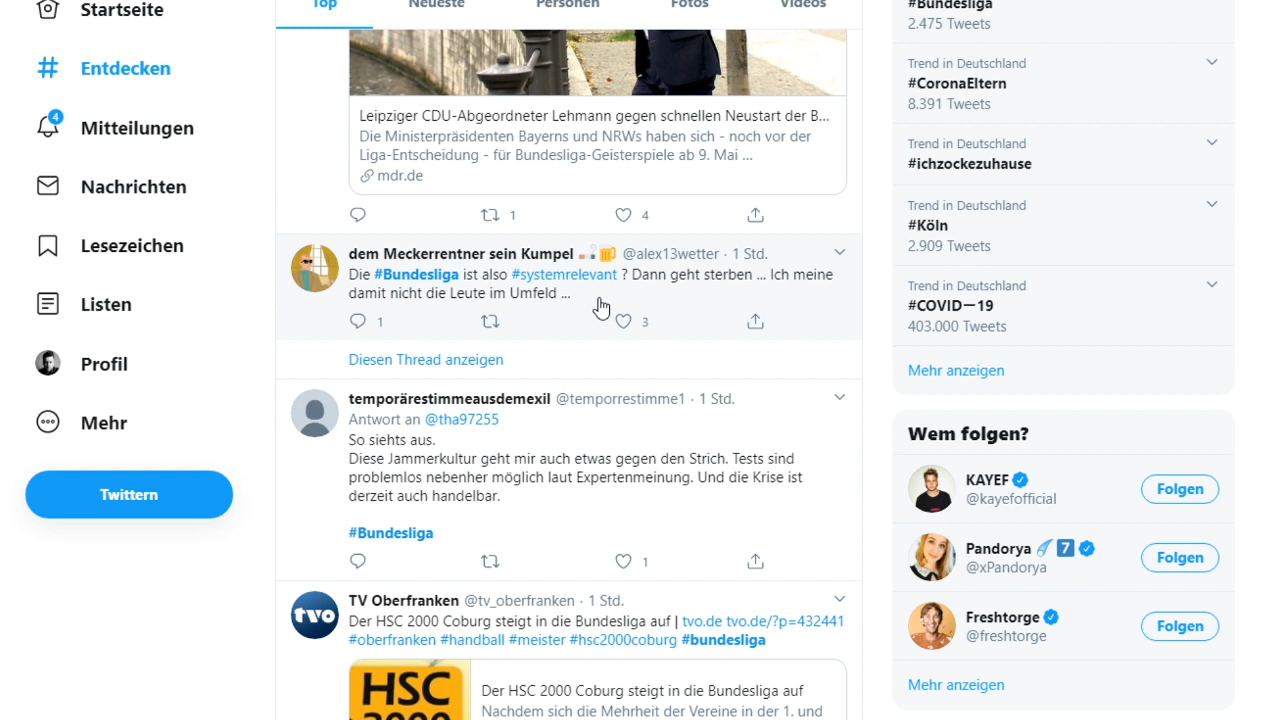 Startseite
Entdecken
4
Mitteilungen
Nachrichten
Lesezeichen
Listen
Profil
Mehr
Twittern
Top
Neueste
Personen
Fotos
Videos
Leipziger CDU-Abgeordneter Lehmann gegen schnellen Neustart der B...
Die Ministerpräsidenten Bayerns und NRWs haben sich - noch vor der
Liga-Entscheidung - für Bundesliga-Geisterspiele ab 9. Mai ...
mdr.de
1
4
dem Meckerrentner sein Kumpel @alex13wetter · 1 Std.
Die #Bundesliga ist also #systemrelevant ? Dann geht sterben ... Ich meine
damit nicht die Leute im Umfeld ...
1
3
Diesen Thread anzeigen
temporärestimmeausdemexil @temporrestimme1 · 1 Std.
Antwort an @tha97255
So siehts aus.
Diese Jammerkultur geht mir auch etwas gegen den Strich. Tests sind
problemlos nebenher möglich laut Expertenmeinung. Und die Krise ist
derzeit auch handelbar.
#Bundesliga
1
tvo
TV Oberfranken @tv_oberfranken · 1 Std.
Der HSC 2000 Coburg steigt in die Bundesliga auf | tvo.de tvo.de/?p=432441
#oberfranken #handball #meister #hsc2000coburg #bundesliga
HSC
2000
Der HSC 2000 Coburg steigt in die Bundesliga auf
Nachdem sich die Mehrheit der Vereine in der 1. und
#Bundesliga
2.475 Tweets
Trend in Deutschland
#CoronaEltern
8.391 Tweets
Trend in Deutschland
#ichzockezuhause
Trend in Deutschland
#Köln
2.909 Tweets
Trend in Deutschland
#COVID—19
403.000 Tweets
Mehr anzeigen
Wem folgen?
KAYEF
@kayefofficial
Folgen
Pandorya 7
@xPandorya
Folgen
Freshtorge
@freshtorge
Folgen
Mehr anzeigen